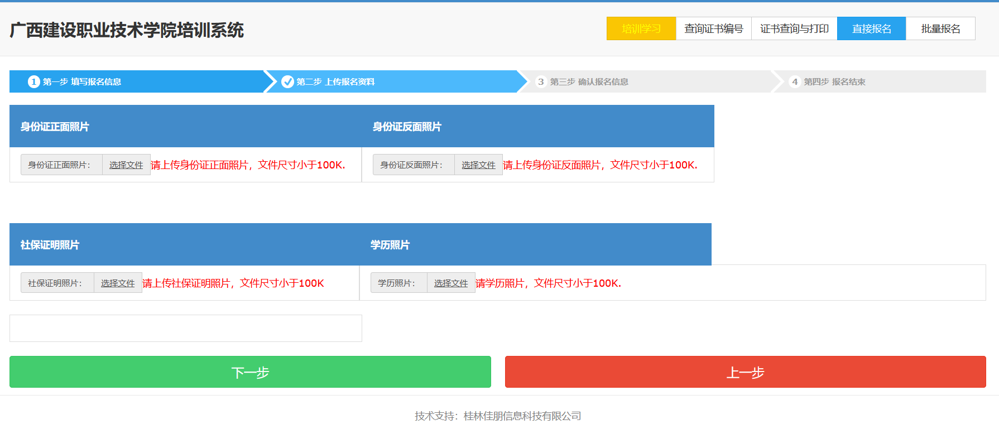 广西建设职业技术学院培训系统
培训学习 查询证书编号 证书查询与打印 直接报名 批量报名
1 第一步 填写报名信息 第二步 上传报名资料 3 第三步 确认报名信息 4 第四步 报名结束
身份证正面照片 身份证反面照片
身份证正面照片： 选择文件 请上传身份证正面照片，文件尺寸小于100K. 身份证反面照片： 选择文件 请上传身份证反面照片，文件尺寸小于100K.
社保证明照片 学历照片
社保证明照片： 选择文件 请上传社保证明照片，文件尺寸小于100K 学历照片： 选择文件 请学历照片，文件尺寸小于100K.
下一步 上一步
技术支持：桂林佳朋信息科技有限公司